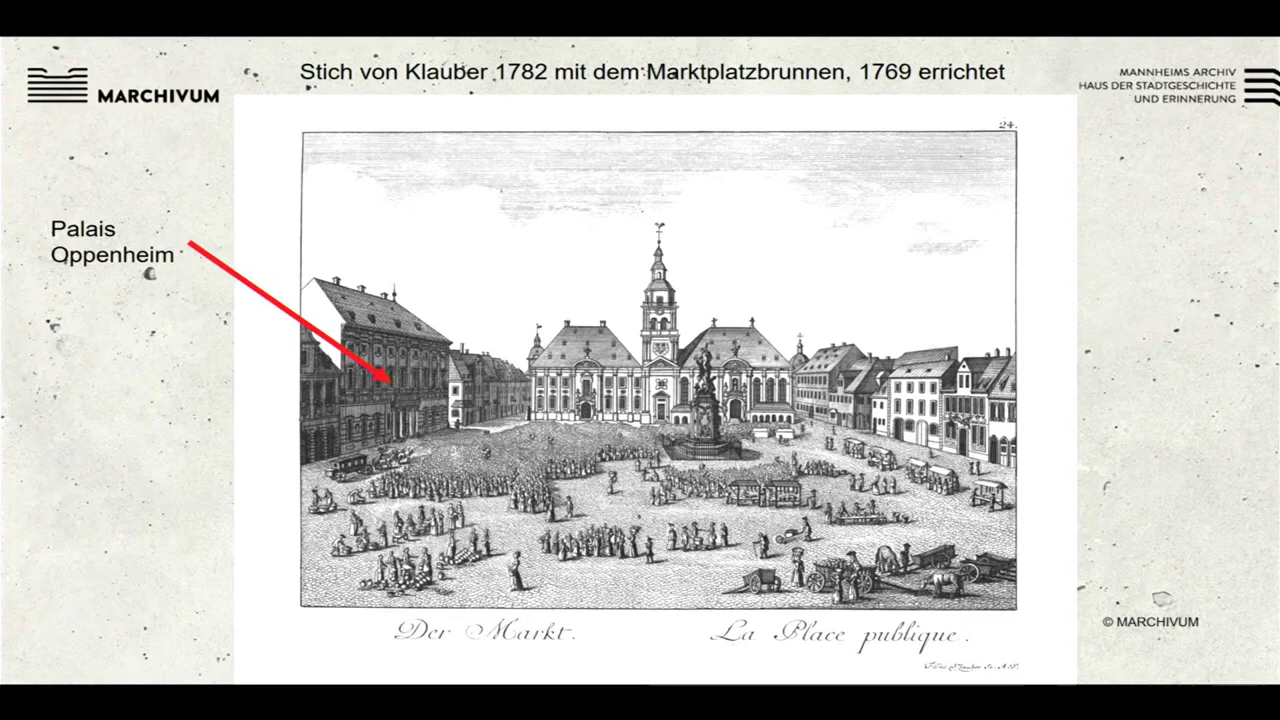 Stich von Klauber 1782 mit dem Marktplatzbrunnen, 1769 errichtet
MARCHIVUM
MANNHEIMS ARCHIV
HAUS DER STADTGESCHICHTE
UND ERINNERUNG
24.
Palais
Oppenheim
Der Markt.
La Place publique.
© MARCHIVUM